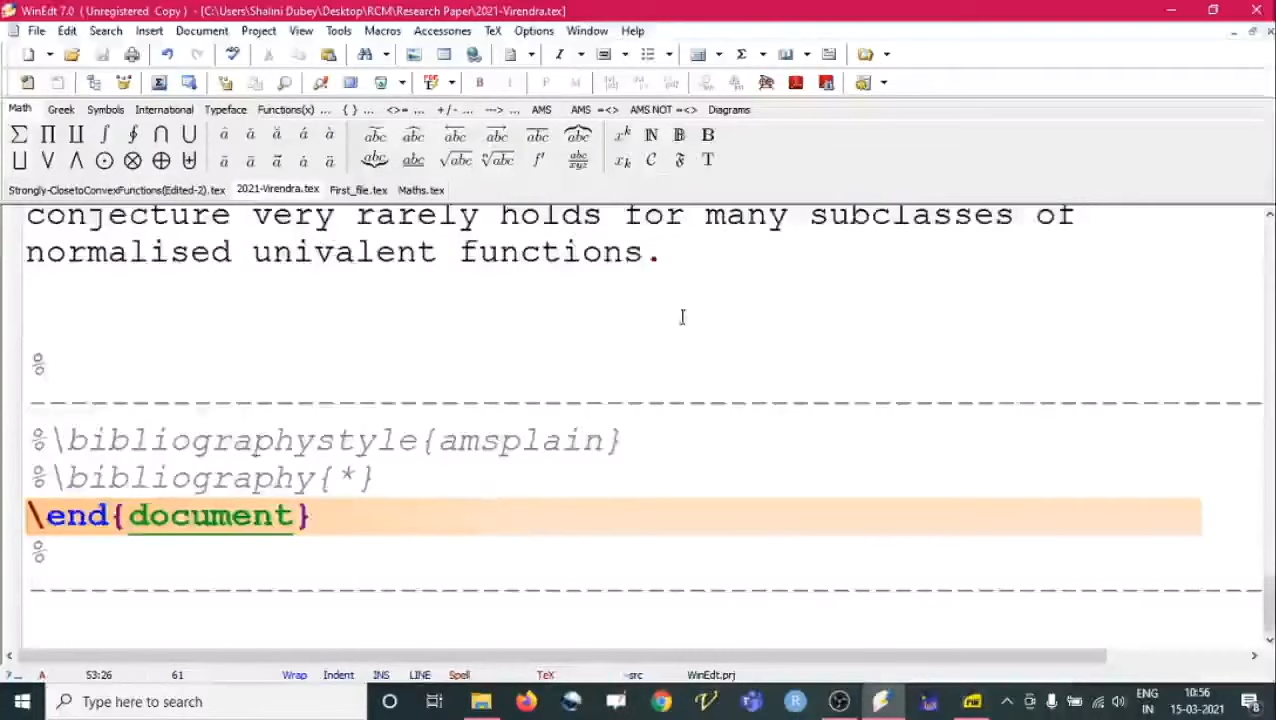 WinEdt 7.0 ( Unregistered Copy ) - [C:\Users\Shalini Dubey\Desktop\RCM\Research Paper\2021-Virendra.tex]
File Edit Search Insert Document Project View Tools Macros Accessories TeX Options Window Help
Math Greek Symbols International Typeface Functions(x) ... { } ... <>= ... +/- ... ---> ... AMS AMS =<> AMS NOT =<> Diagrams
Strongly-ClosetoConvexFunctions(Edited-2).tex 2021-Virendra.tex First_file.tex Maths.tex
conjecture very rarely holds for many subclasses of
normalised univalent functions.
%
%\bibliographystyle{amsplain}
%\bibliography{*}
\end{document}
%
A 53:26 61 Wrap Indent INS LINE Spell TeX -src WinEdt.prj
Type here to search
ENG 10:56
IN 15-03-2021